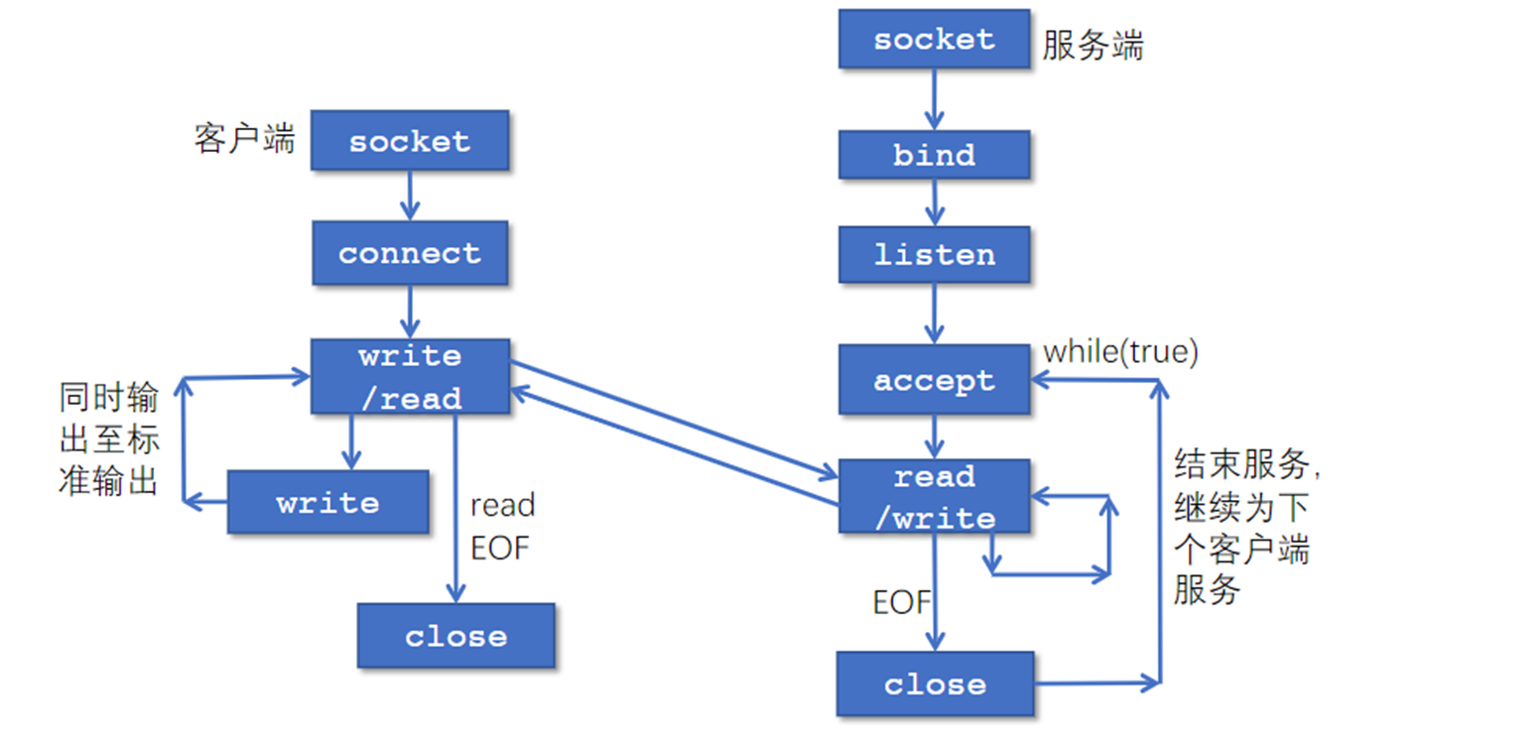 客户端
socket
connect
write
/read
同时输
出至标
准输出
write
read
EOF
close
socket
服务端
bind
listen
accept
while(true)
read
/write
结束服务,
继续为下
个客户端
服务
EOF
close